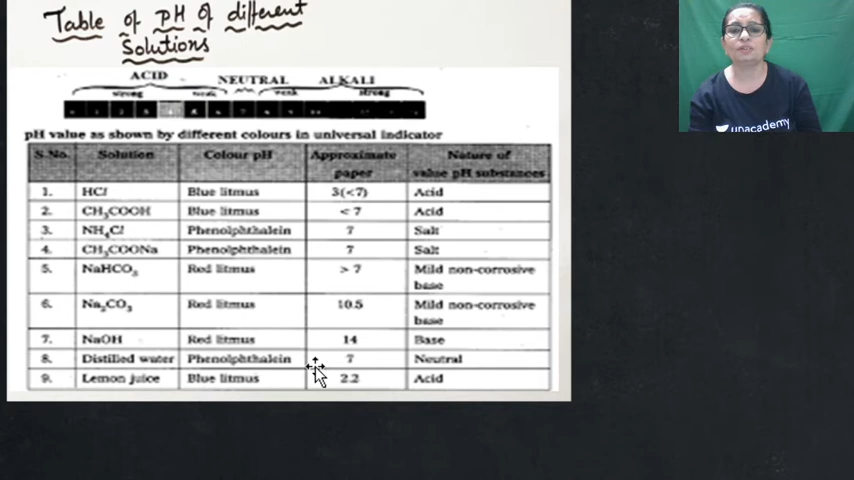 Table of pH of different
Solutions
ACID NEUTRAL ALKALI
strong weak weak strong
pH value as shown by different colours in universal indicator
S.No. Solution Colour pH Approximate paper Nature of value pH substances
1. HCl Blue litmus 3(<7) Acid
2. CH₃COOH Blue litmus < 7 Acid
3. NH₄Cl Phenolphthalein 7 Salt
4. CH₃COONa Phenolphthalein 7 Salt
5. NaHCO₃ Red litmus > 7 Mild non-corrosive base
6. Na₂CO₃ Red litmus 10.5 Mild non-corrosive base
7. NaOH Red litmus 14 Base
8. Distilled water Phenolphthalein 7 Neutral
9. Lemon juice Blue litmus 2.2 Acid
unacademy